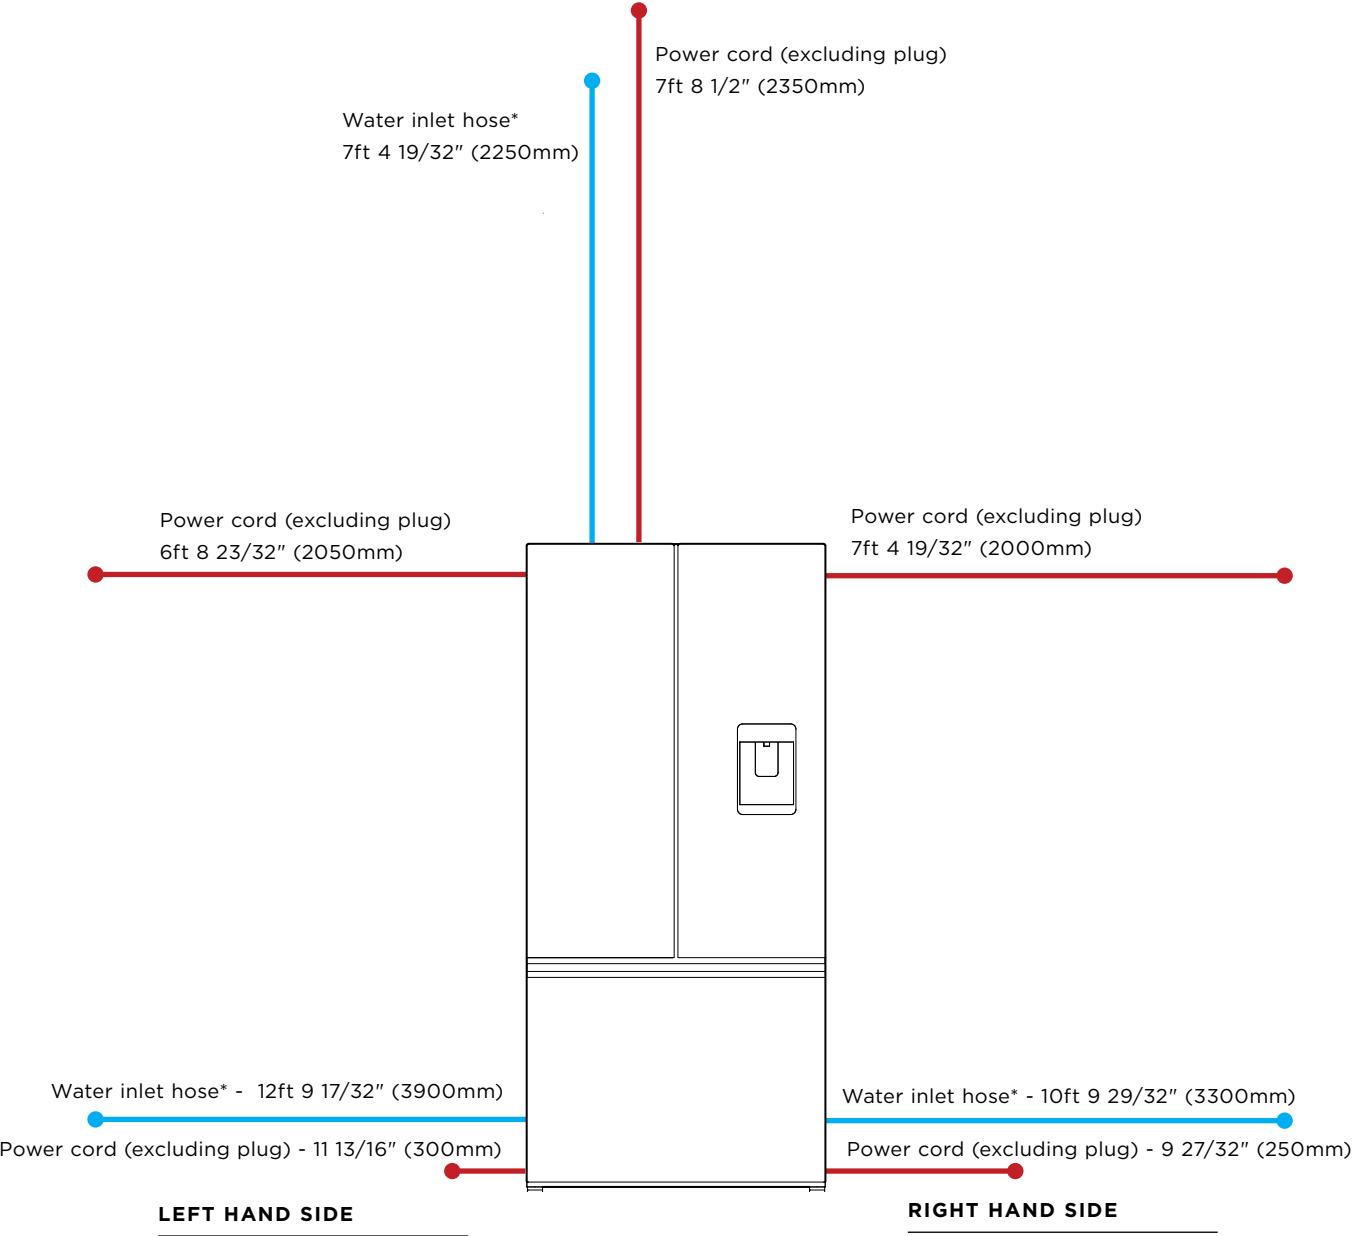 Power cord (excluding plug)
7ft 8 1/2" (2350mm)
Water inlet hose*
7ft 4 19/32" (2250mm)
Power cord (excluding plug)
6ft 8 23/32" (2050mm)
Power cord (excluding plug)
7ft 4 19/32" (2000mm)
Water inlet hose* - 12ft 9 17/32" (3900mm)
Water inlet hose* - 10ft 9 29/32" (3300mm)
Power cord (excluding plug) - 11 13/16" (300mm)
Power cord (excluding plug) - 9 27/32" (250mm)
LEFT HAND SIDE
RIGHT HAND SIDE